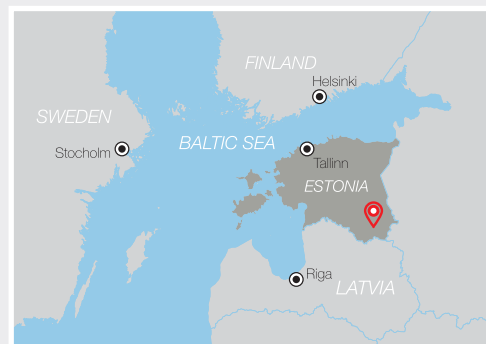 FINLAND
Helsinki
SWEDEN
BALTIC SEA
Stocholm
Tallinn
ESTONIA
Riga
LATVIA